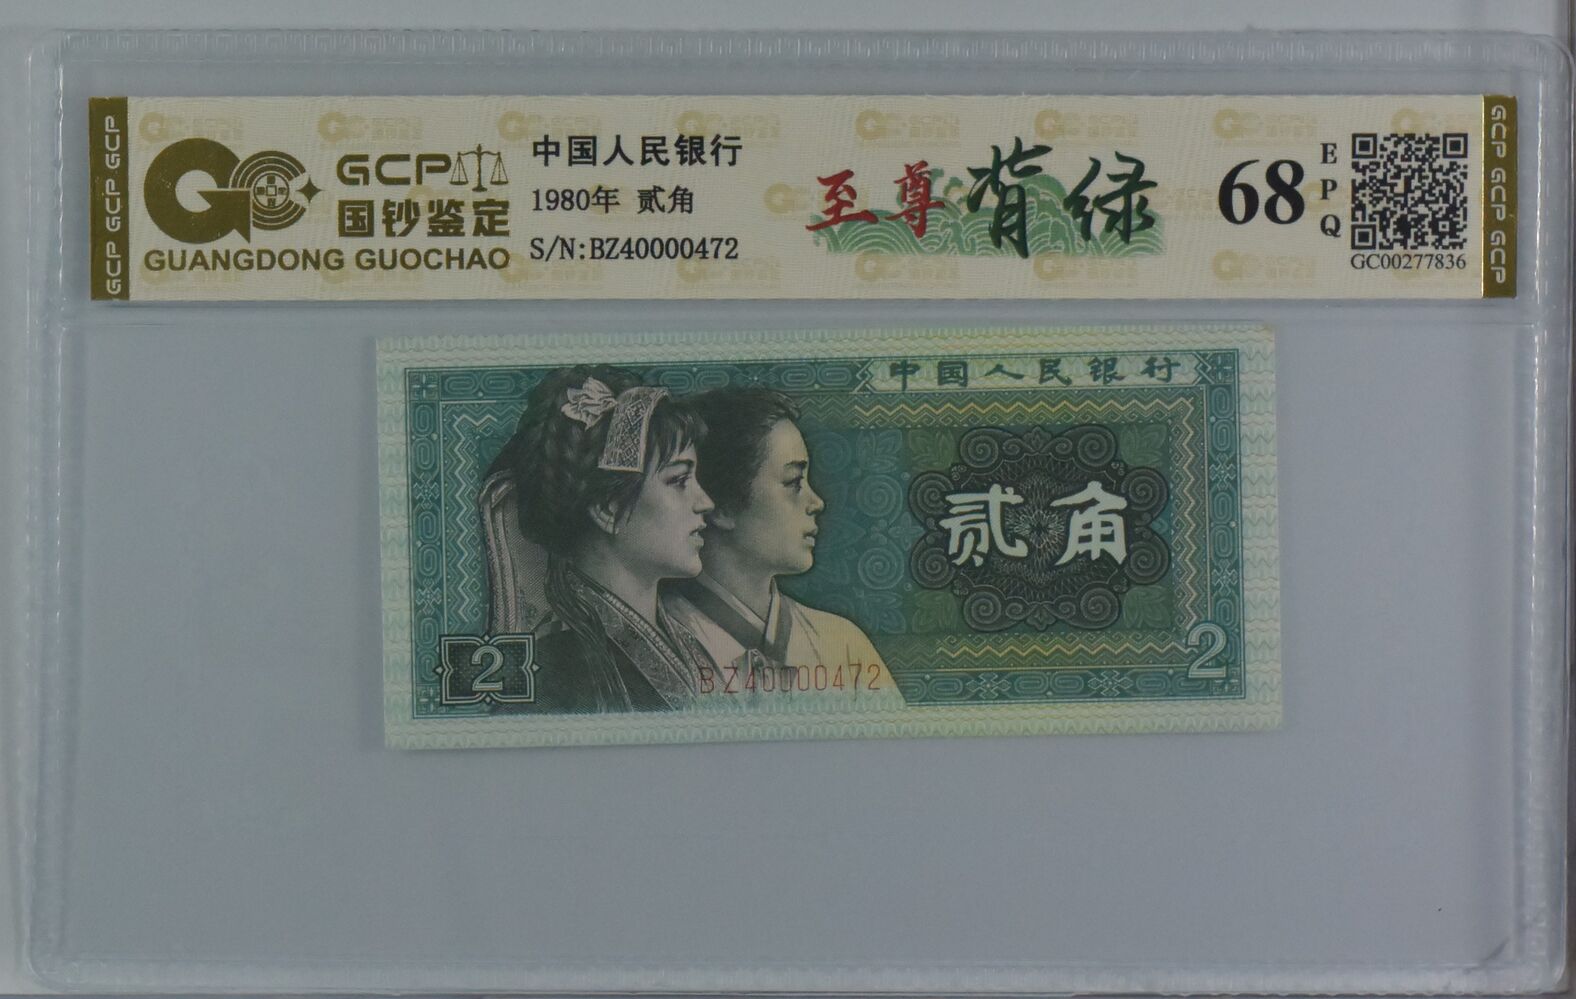 GCP
国钞鉴定
GUANGDONG GUOCHAO
中国人民银行
1980年 贰角
S/N:BZ40000472
至尊背绿
68
EPQ
GC00277836
GCP GCP GCP
GCP GCP GCP
中国人民银行
贰角
2
2
BZ40000472